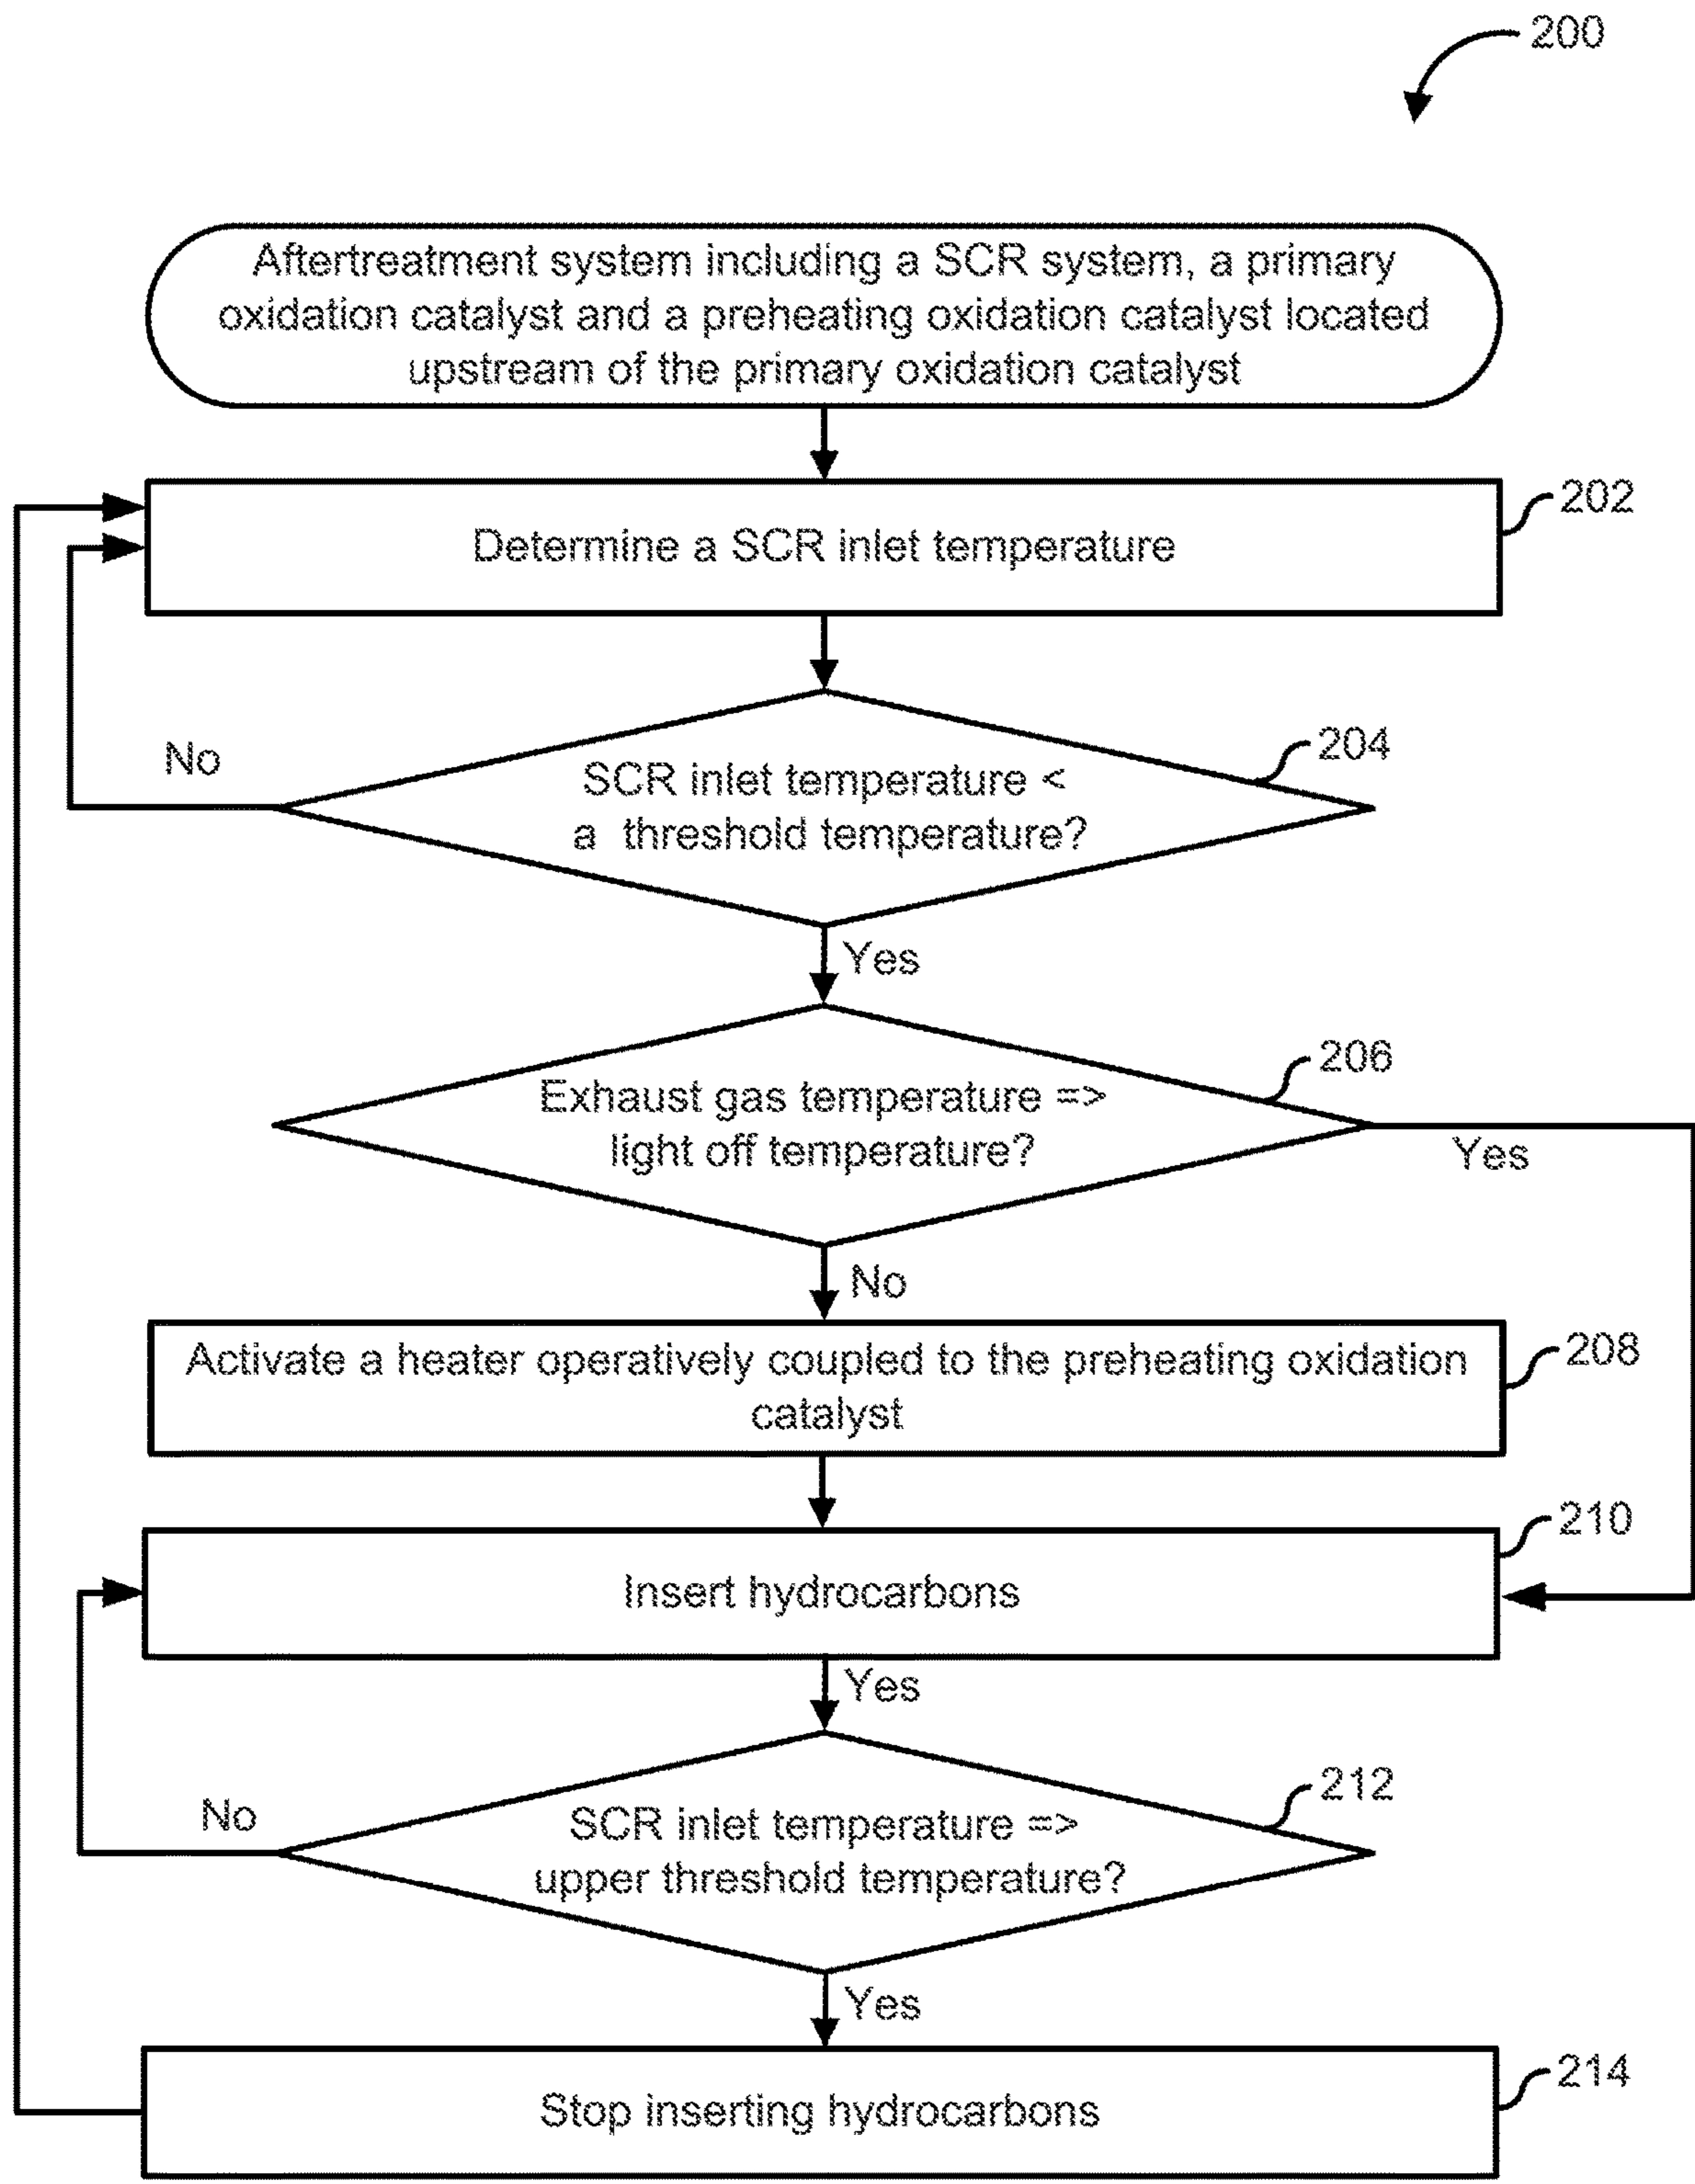 200
Aftertreatment system including a SCR system, a primary
oxidation catalyst and a preheating oxidation catalyst located
upstream of the primary oxidation catalyst
202
Determine a SCR inlet temperature
204
No
SCR inlet temperature <
a threshold temperature?
Yes
206
Exhaust gas temperature =>
light off temperature?
Yes
No
208
Activate a heater operatively coupled to the preheating oxidation
catalyst
210
Insert hydrocarbons
Yes
212
No
SCR inlet temperature =>
upper threshold temperature?
Yes
214
Stop inserting hydrocarbons